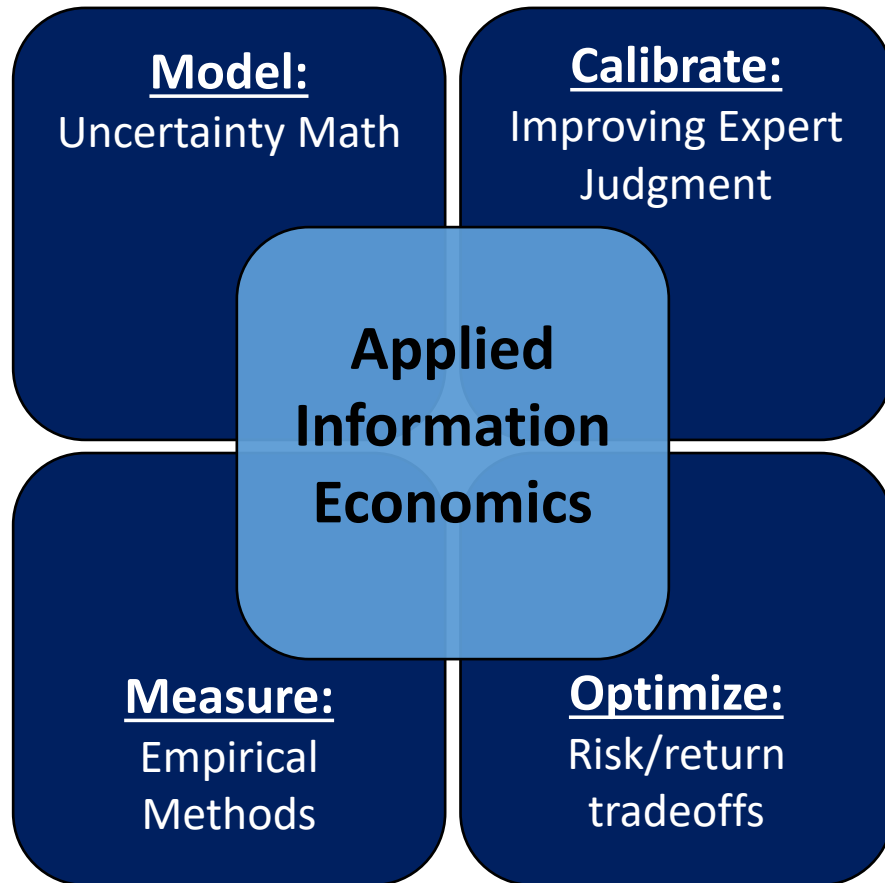 Model:
Uncertainty Math
Calibrate:
Improving Expert
Judgment
Applied
Information
Economics
Measure:
Empirical
Methods
Optimize:
Risk/return
tradeoffs